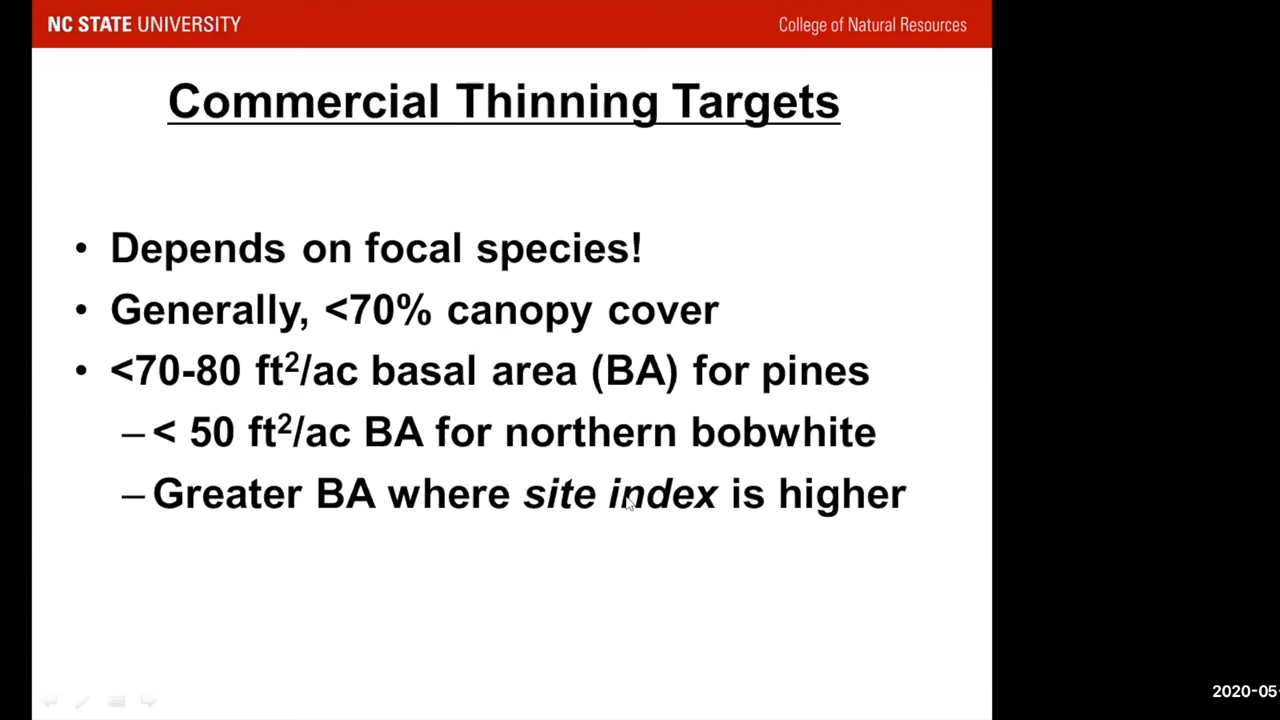 NC STATE UNIVERSITY
College of Natural Resources
Commercial Thinning Targets
• Depends on focal species!
• Generally, <70% canopy cover
• <70-80 ft²/ac basal area (BA) for pines
– < 50 ft²/ac BA for northern bobwhite
– Greater BA where site index is higher
2020-05-